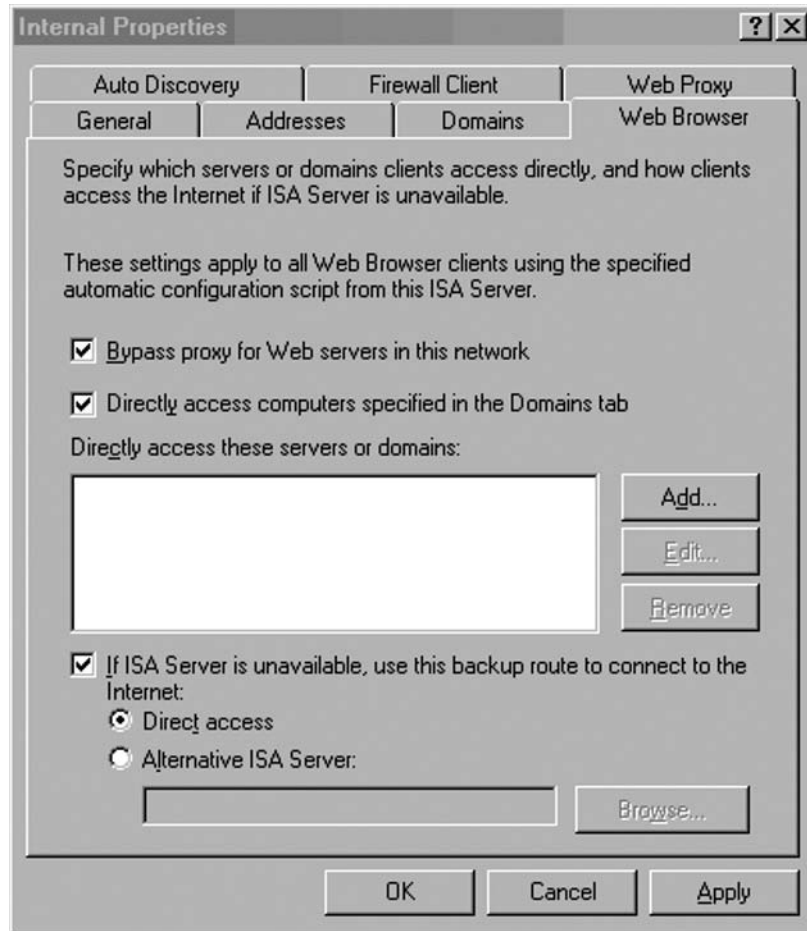 Internal Properties
?
Auto Discovery
Firewall Client
Web Proxy
General
Addresses
Domains
Web Browser
Specify which servers or domains clients access directly, and how clients
access the Internet if ISA Server is unavailable.
These settings apply to all Web Browser clients using the specified
automatic configuration script from this ISA Server.
Bypass proxy for Web servers in this network
Directly access computers specified in the Domains tab
Directly access these servers or domains:
Add...
Edit...
Remove
If ISA Server is unavailable, use this backup route to connect to the
Internet:
Direct access
Alternative ISA Server:
Browse...
OK
Cancel
Apply